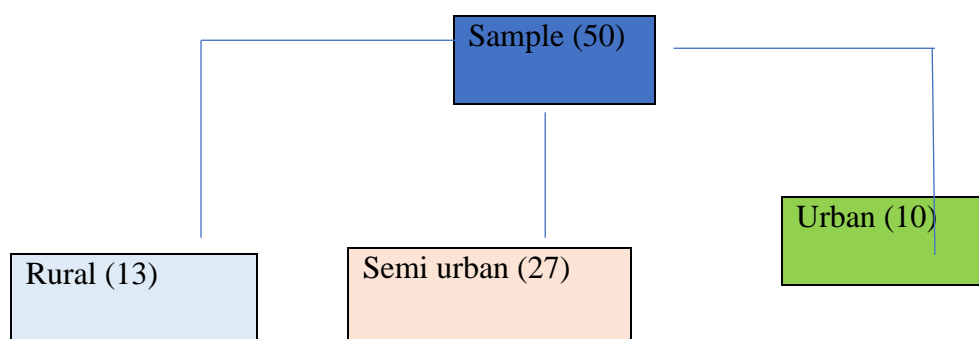 Sample (50)
Urban (10)
Rural (13)
Semi urban (27)